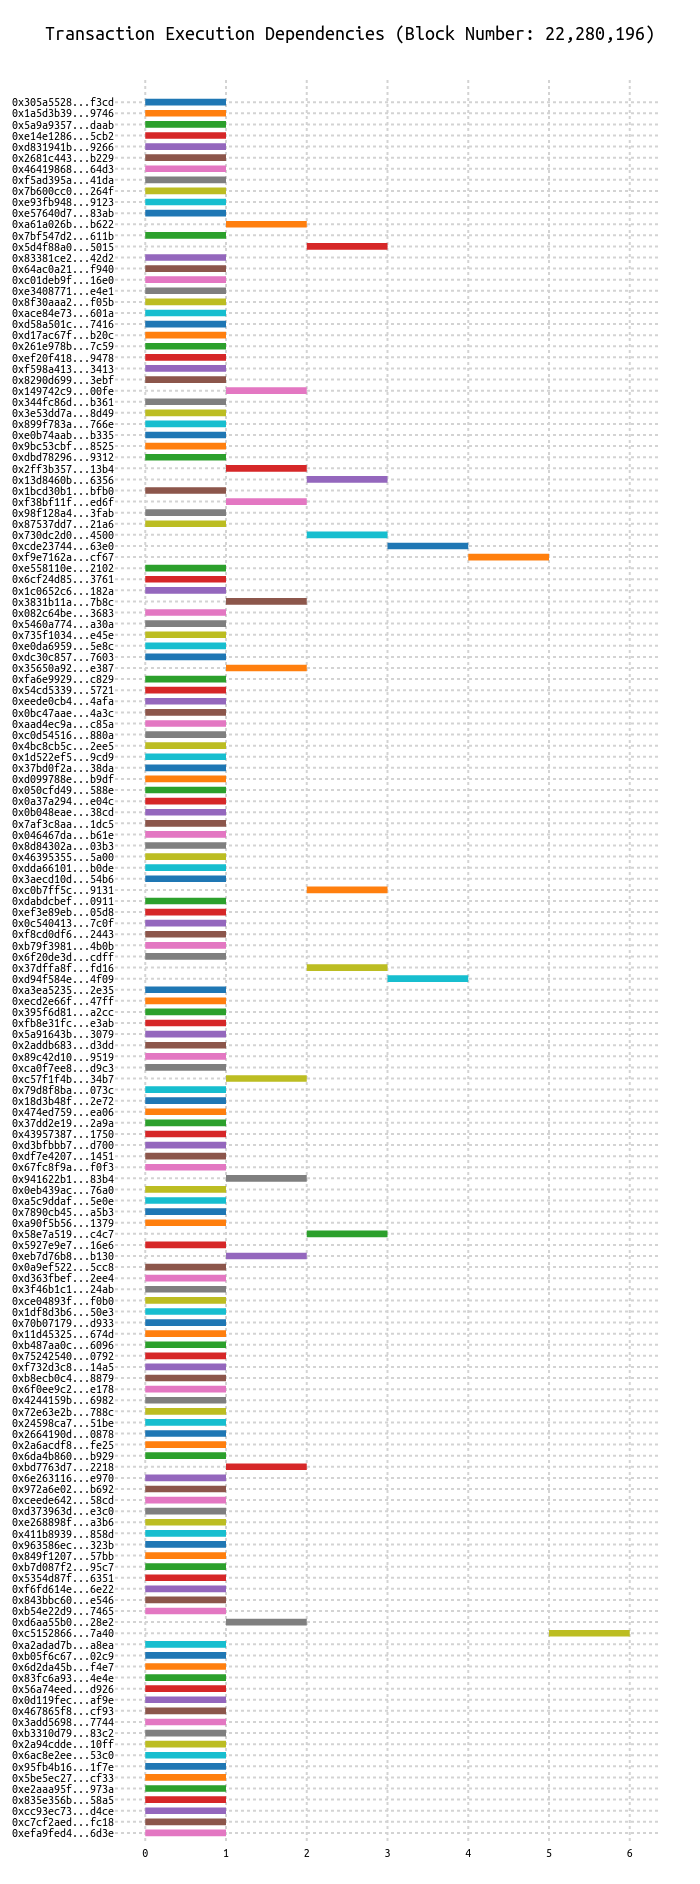 Transaction Execution Dependencies (Block Number: 22,280,196)
0x305a5528...f3cd
0x1a5d3b39...9746
0x5a9a9357...daab
0xe14e1286...5cb2
0xd831941b...9266
0x2681c443...b229
0x46419868...64d3
0xf5ad395a...41da
0x7b600cc0...264f
0xe93fb948...9123
0xe57640d7...83ab
0xa61a026b...b622
0x7bf547d2...611b
0x5d4f88a0...5015
0x83381ce2...42d2
0x64ac0a21...f940
0xc01deb9f...16e0
0xe3408771...e4e1
0x8f30aaa2...f05b
0xace84e73...601a
0xd58a501c...7416
0xd17ac67f...b20c
0x261e978b...7c59
0xef20f418...9478
0xf598a413...3413
0x8290d699...3ebf
0x149742c9...00fe
0x344fc86d...b361
0x3e53dd7a...8d49
0x899f783a...766e
0xe0b74aab...b335
0x9bc53cbf...8525
0xdbd78296...9312
0x2ff3b357...13b4
0x13d8460b...6356
0x1bcd30b1...bfb0
0xf38bf11f...ed6f
0x98f128a4...3fab
0x87537dd7...21a6
0x730dc2d0...4500
0xcde23744...63e0
0xf9e7162a...cf67
0xe558110e...2102
0x6cf24d85...3761
0x1c0652c6...182a
0x3831b11a...7b8c
0x082c64be...3683
0x5460a774...a30a
0x735f1034...e45e
0xe0da6959...5e8c
0xdc30c857...7603
0x35650a92...e387
0xfa6e9929...c829
0x54cd5339...5721
0xeede0cb4...4afa
0x0bc47aae...4a3c
0xaad4ec9a...c85a
0xc0d54516...880a
0x4bc8cb5c...2ee5
0x1d522ef5...9cd9
0x37bd0f2a...38da
0xd099788e...b9df
0x050cfd49...588e
0x0a37a294...e04c
0x0b048eae...38cd
0x7af3c8aa...1dc5
0x046467da...b61e
0x8d84302a...03b3
0x46395355...5a00
0xdda66101...b0de
0x3aecd10d...54b6
0xc0b7ff5c...9131
0xdabdcbef...0911
0xef3e89eb...05d8
0x0c540413...7c0f
0xf8cd0df6...2443
0xb79f3981...4b0b
0x6f20de3d...cdff
0x37dffa8f...fd16
0xd94f584e...4f09
0xa3ea5235...2e35
0xecd2e66f...47ff
0x395f6d81...a2cc
0xfb8e31fc...e3ab
0x5a91643b...3079
0x2addb683...d3dd
0x89c42d10...9519
0xca0f7ee8...d9c3
0xc57f1f4b...34b7
0x79d8f8ba...073c
0x18d3b48f...2e72
0x474ed759...ea06
0x37dd2e19...2a9a
0x43957387...1750
0xd3bfbbb7...d700
0xdf7e4207...1451
0x67fc8f9a...f0f3
0x941622b1...83b4
0x0eb439ac...76a0
0xa5c9ddaf...5e0e
0x7890cb45...a5b3
0xa90f5b56...1379
0x58e7a519...c4c7
0x5927e9e7...16e6
0xeb7d76b8...b130
0x0a9ef522...5cc8
0xd363fbef...2ee4
0x3f46b1c1...24ab
0xce04893f...f0b0
0x1df8d3b6...50e3
0x70b07179...d933
0x11d45325...674d
0xb487aa0c...6096
0x75242540...0792
0xf732d3c8...14a5
0xb8ecb0c4...8879
0x6f0ee9c2...e178
0x4244159b...6982
0x72e63e2b...788c
0x24598ca7...51be
0x2664190d...0878
0x2a6acdf8...fe25
0x6da4b860...b929
0xbd7763d7...2218
0x6e263116...e970
0x972a6e02...b692
0xceede642...58cd
0xd373963d...e3c0
0xe268898f...a3b6
0x411b8939...858d
0x963586ec...323b
0x849f1207...57bb
0xb7d087f2...95c7
0x5354d87f...6351
0xf6fd614e...6e22
0x843bbc60...e546
0xb54e22d9...7465
0xd6aa55b0...28e2
0xc5152866...7a40
0xa2adad7b...a8ea
0xb05f6c67...02c9
0x6d2da45b...f4e7
0x83fc6a93...4e4e
0x56a74eed...d926
0x0d119fec...af9e
0x467865f8...cf93
0x3add5698...7744
0xb3310d79...83c2
0x2a94cdde...10ff
0x6ac8e2ee...53c0
0x95fb4b16...1f7e
0x5be5ec27...cf33
0xe2aaa95f...973a
0x835e356b...58a5
0xcc93ec73...d4ce
0xc7cf2aed...fc18
0xefa9fed4...6d3e
0 1 2 3 4 5 6